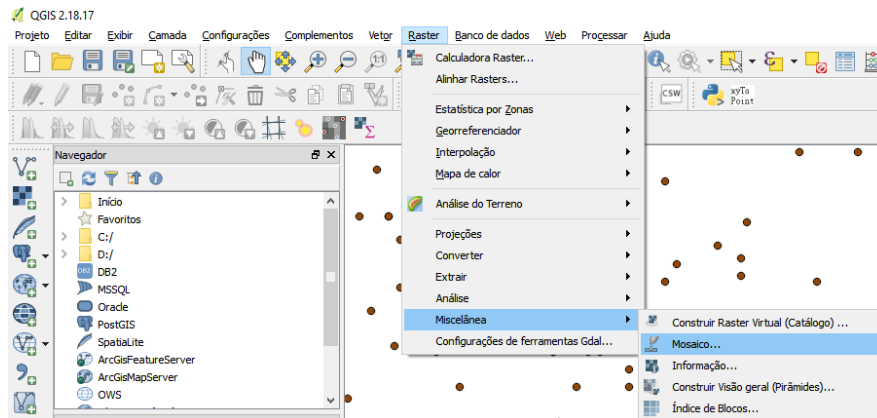 QGIS 2.18.17
Projeto Editar Exibir Camada Configurações Complementos Vetor Raster Banco de dados Web Processar Ajuda
1:1
CSW
xyTo
Point
Calculadora Raster...
Alinhar Rasters...
Estatística por Zonas
Georreferenciador
Interpolação
Mapa de calor
Análise do Terreno
Projeções
Converter
Extrair
Análise
Miscelânea
Configurações de ferramentas Gdal...
Construir Raster Virtual (Catálogo) ...
Mosaico...
Informação...
Construir Visão geral (Pirâmides)...
Índice de Blocos...
Navegador
Início
Favoritos
C:/
D:/
DB2
DB2
MSSQL
Oracle
PostGIS
SpatiaLite
ArcGisFeatureServer
ArcGisMapServer
OWS